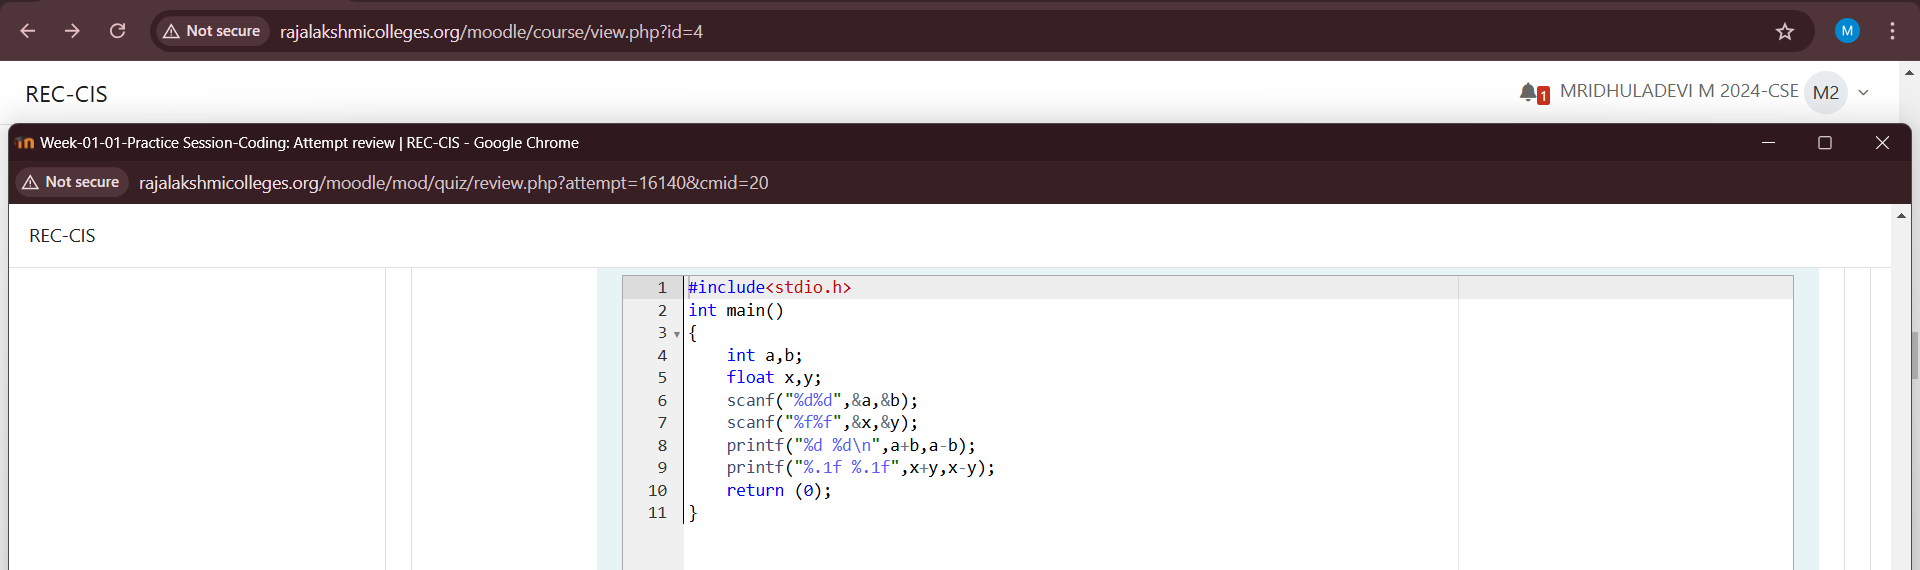 Not secure rajalakshmicolleges.org/moodle/course/view.php?id=4 M
REC-CIS 1 MRIDHULADEVI M 2024-CSE M2
Week-01-01-Practice Session-Coding: Attempt review | REC-CIS - Google Chrome
Not secure rajalakshmicolleges.org/moodle/mod/quiz/review.php?attempt=16140&cmid=20
REC-CIS
1 #include<stdio.h>
2 int main()
3 {
4 int a,b;
5 float x,y;
6 scanf("%d%d",&a,&b);
7 scanf("%f%f",&x,&y);
8 printf("%d %d\n",a+b,a-b);
9 printf("%.1f %.1f",x+y,x-y);
10 return (0);
11 }